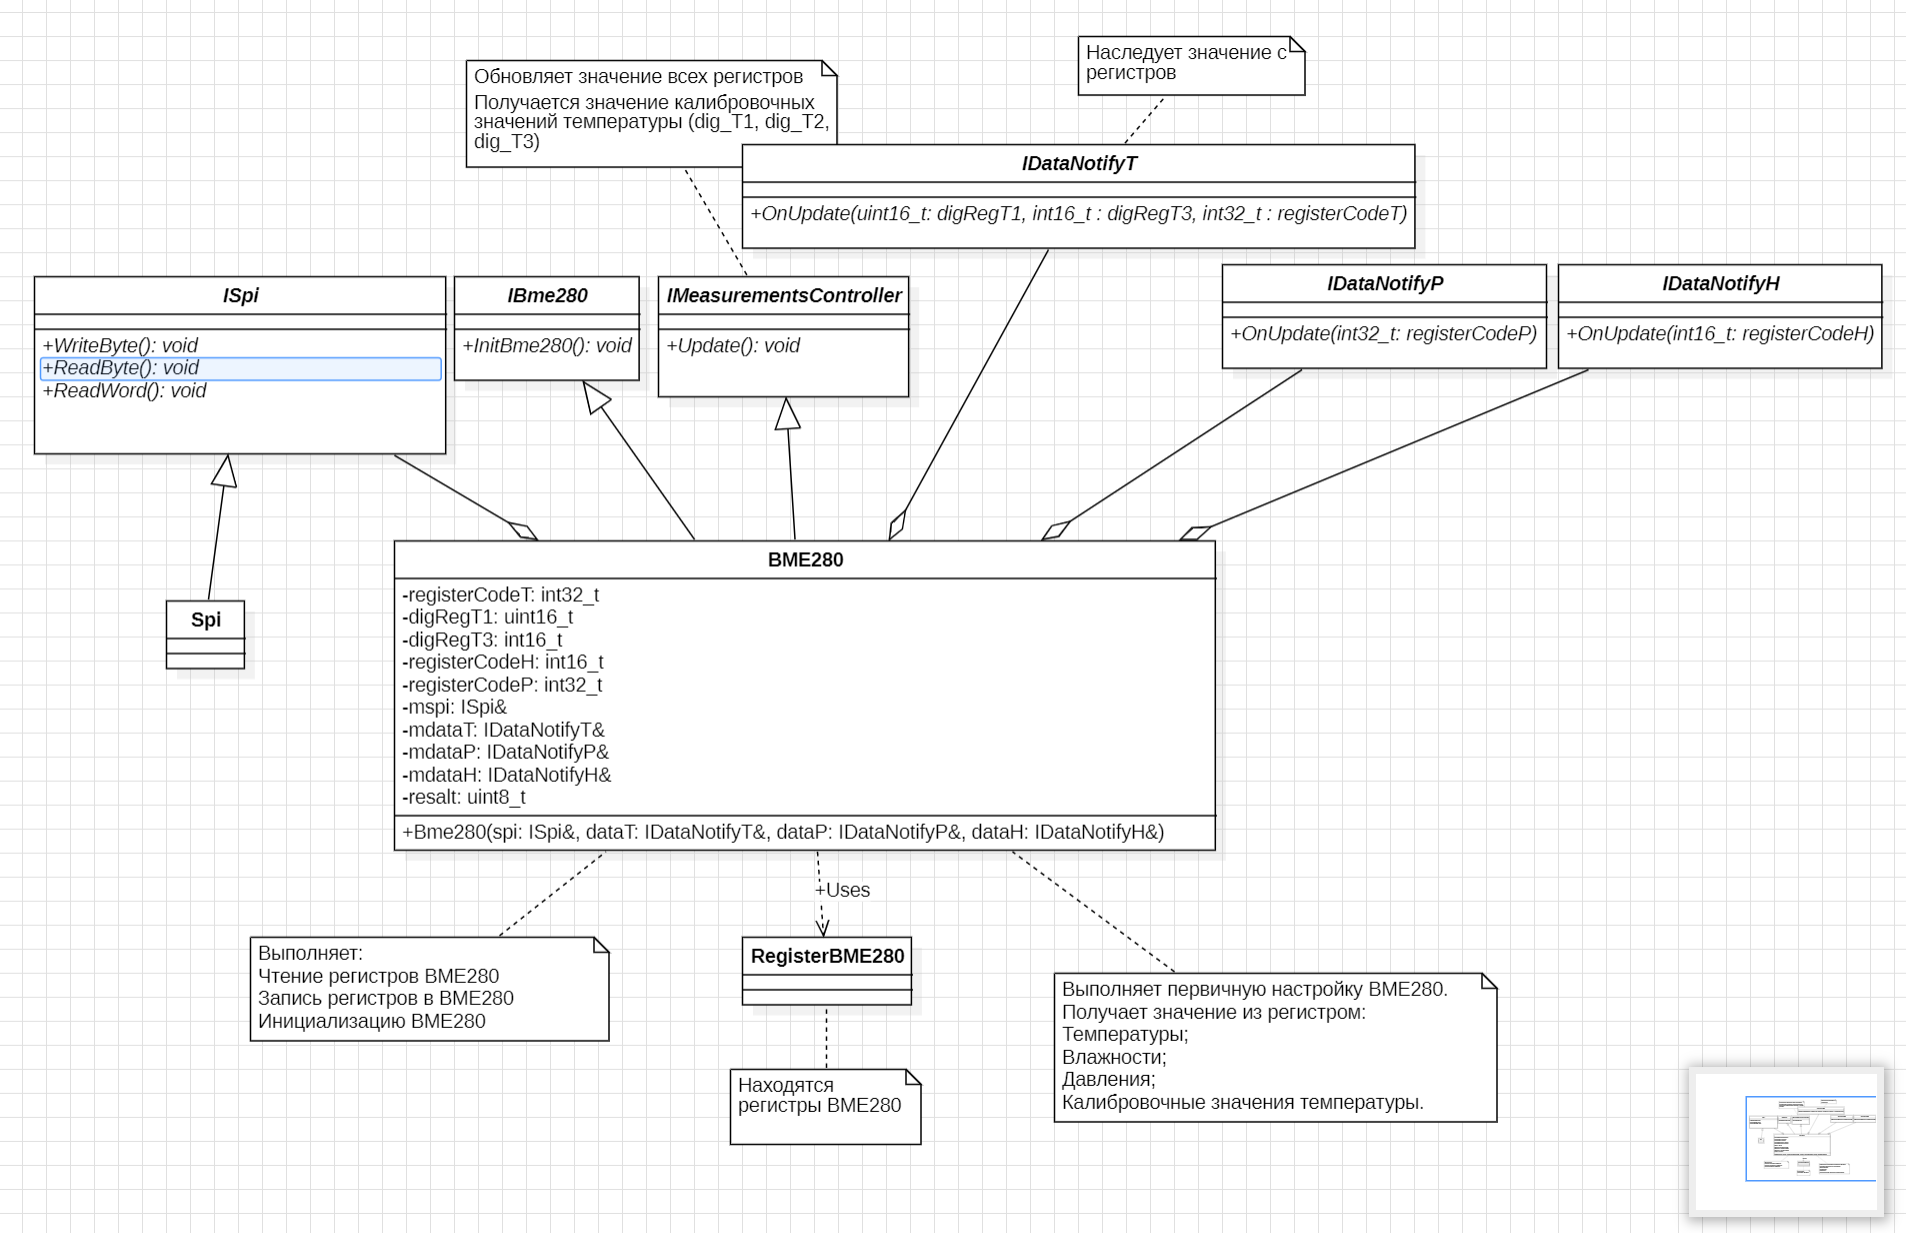 Наследует значение с
регистров
Обновляет значение всех регистров
Получается значение калибровочных
значений температуры (dig_T1, dig_T2,
dig_T3)
IDataNotifyT
+OnUpdate(uint16_t: digRegT1, int16_t : digRegT3, int32_t : registerCodeT)
ISpi
+WriteByte(): void
+ReadByte(): void
+ReadWord(): void
IBme280
+InitBme280(): void
IMeasurementsController
+Update(): void
IDataNotifyP
+OnUpdate(int32_t: registerCodeP)
IDataNotifyH
+OnUpdate(int16_t: registerCodeH)
Spi
BME280
-registerCodeT: int32_t
-digRegT1: uint16_t
-digRegT3: int16_t
-registerCodeH: int16_t
-registerCodeP: int32_t
-mspi: ISpi&
-mdataT: IDataNotifyT&
-mdataP: IDataNotifyP&
-mdataH: IDataNotifyH&
-resalt: uint8_t
+Bme280(spi: ISpi&, dataT: IDataNotifyT&, dataP: IDataNotifyP&, dataH: IDataNotifyH&)
+Uses
Выполняет:
Чтение регистров BME280
Запись регистров в BME280
Инициализацию BME280
RegisterBME280
Находятся
регистры BME280
Выполняет первичную настройку BME280.
Получает значение из регистром:
Температуры;
Влажности;
Давления;
Калибровочные значения температуры.